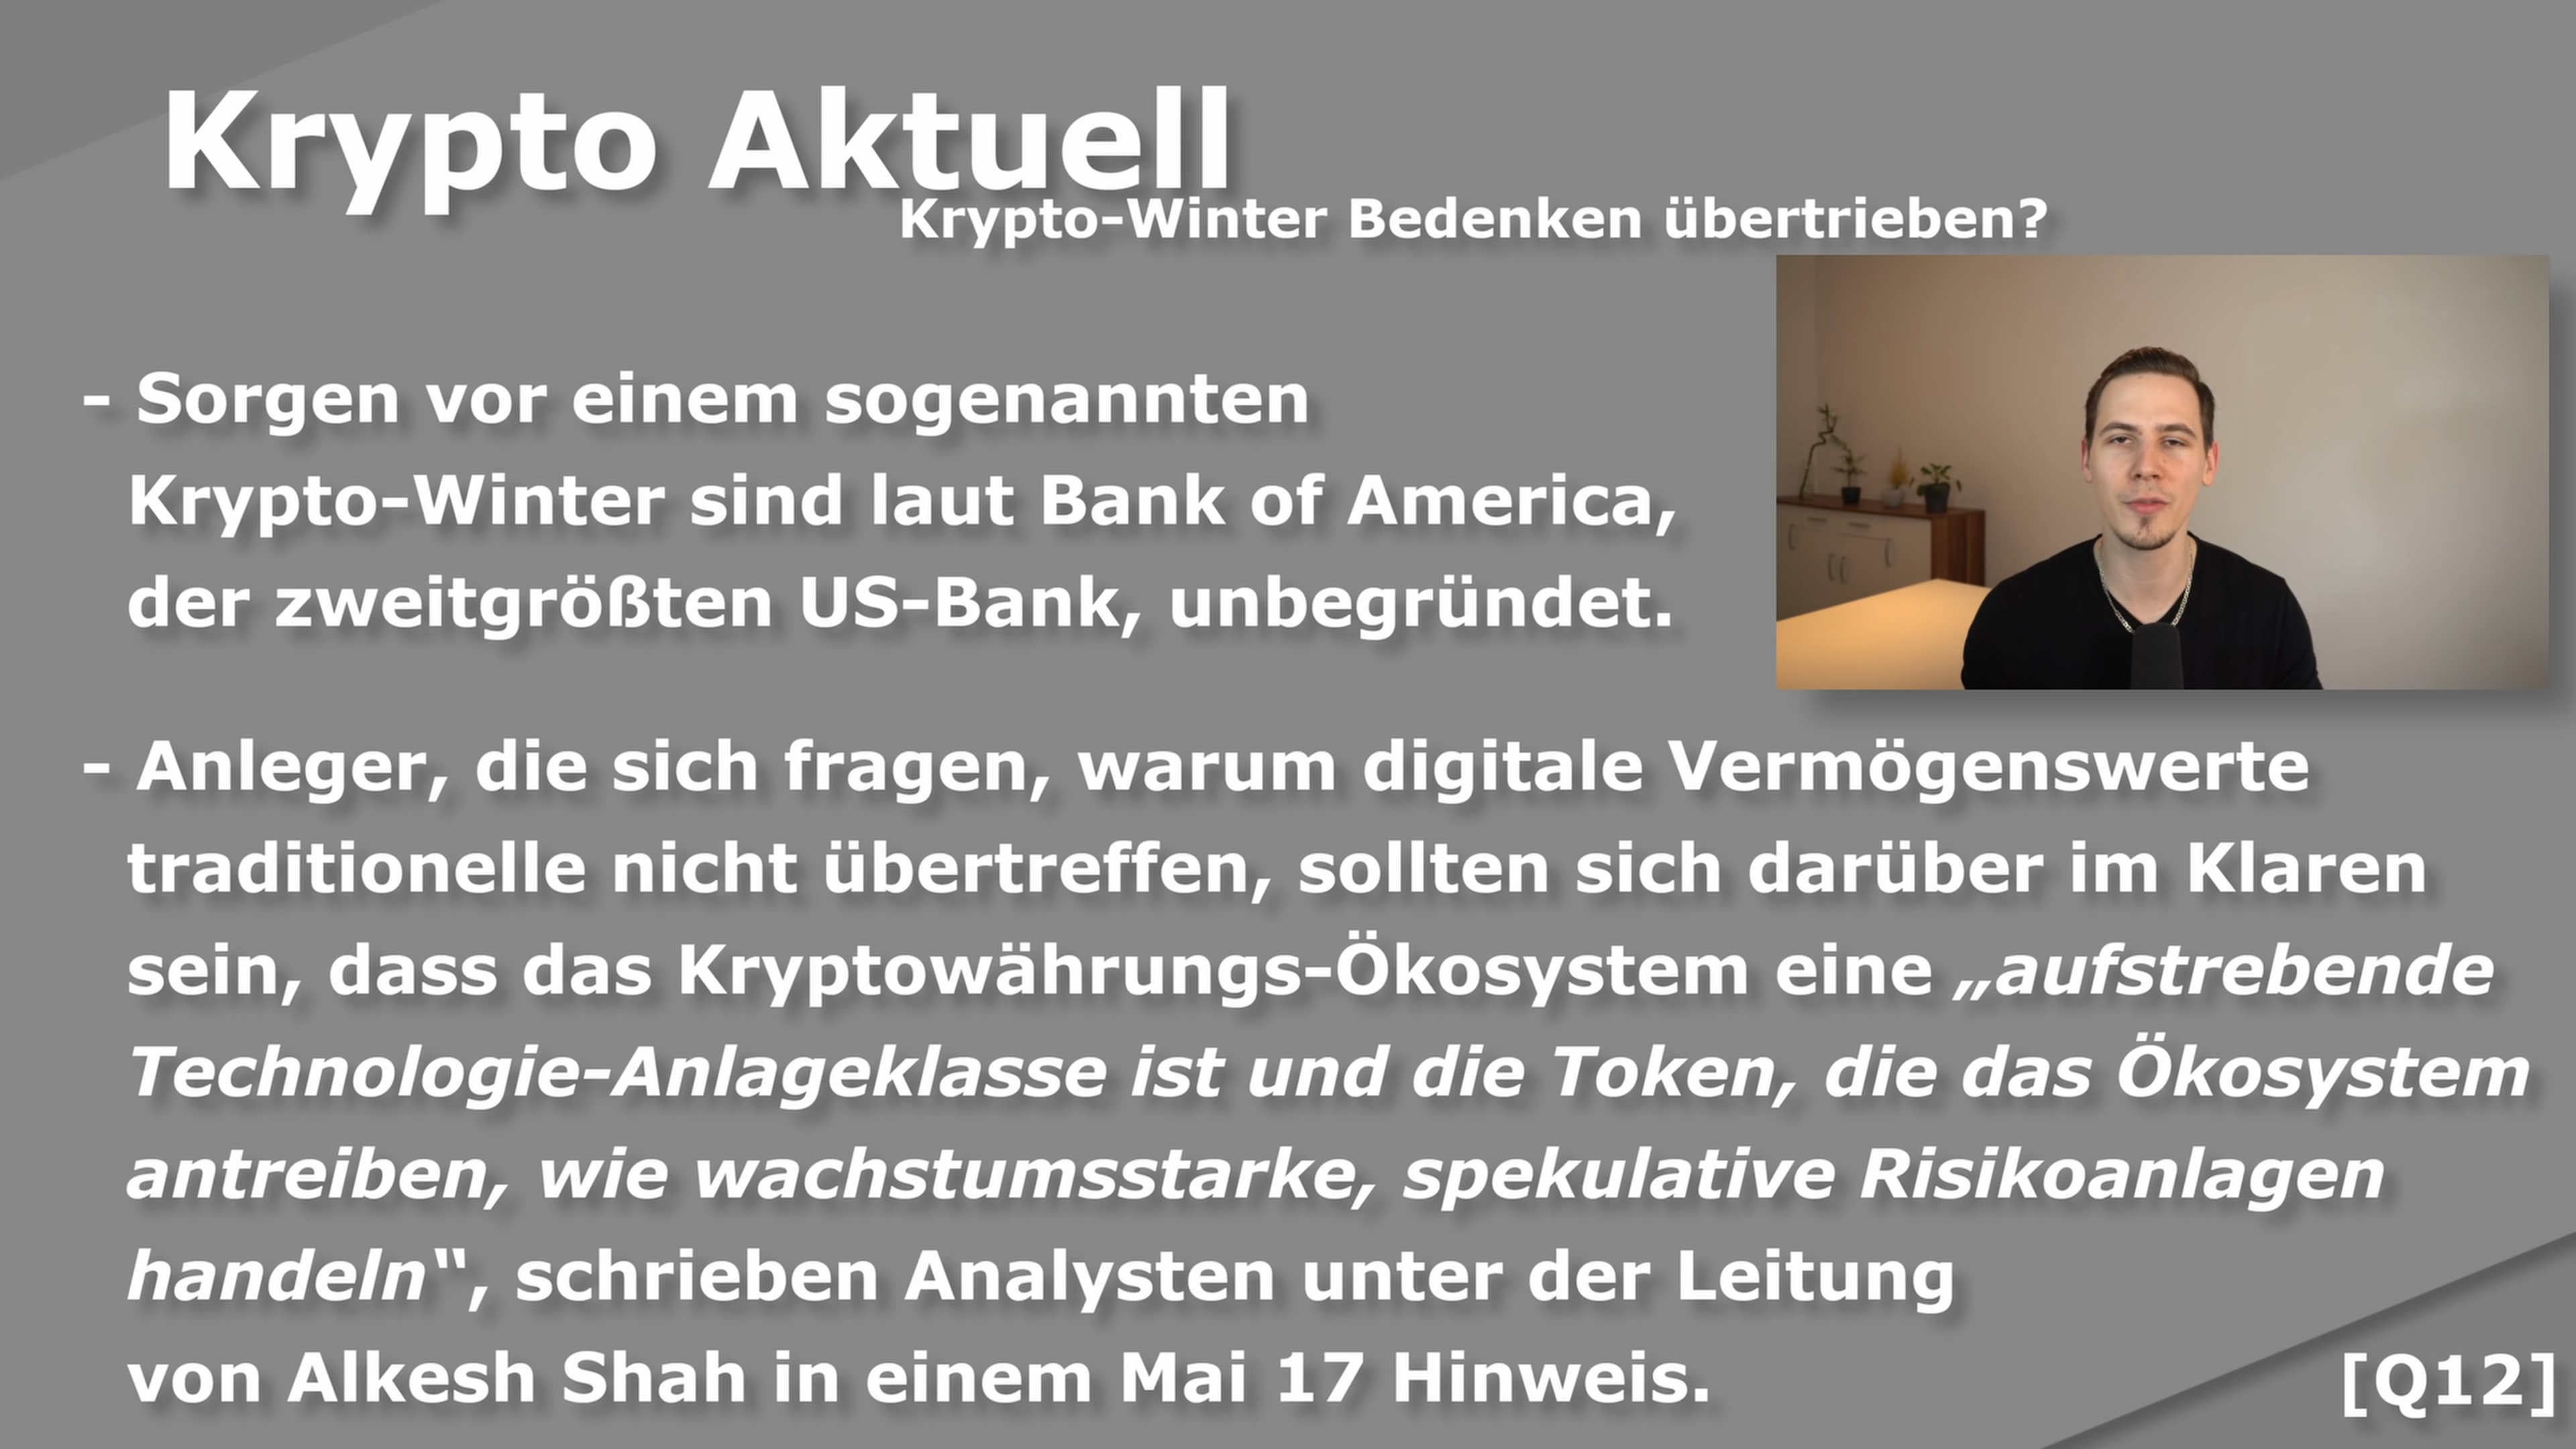 Krypto Aktuell
Krypto-Winter Bedenken übertrieben?
- Sorgen vor einem sogenannten
Krypto-Winter sind laut Bank of America,
der zweitgrößten US-Bank, unbegründet.
- Anleger, die sich fragen, warum digitale Vermögenswerte
traditionelle nicht übertreffen, sollten sich darüber im Klaren
sein, dass das Kryptowährungs-Ökosystem eine „aufstrebende
Technologie-Anlageklasse ist und die Token, die das Ökosystem
antreiben, wie wachstumsstarke, spekulative Risikoanlagen
handeln“, schrieben Analysten unter der Leitung
von Alkesh Shah in einem Mai 17 Hinweis.
[Q12]